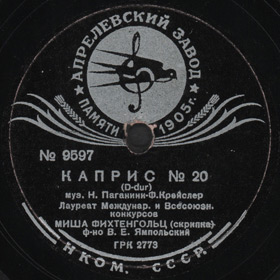 АПРЕЛЕВСКИЙ ЗАВОД
ПАМЯТИ 1905 г.
№ 9597
КАПРИС № 20
(D-dur)
муз. Н. Паганини-Ф. Крейслер
Лауреат Междунар. и Всесоюзн.
конкурсов
МИША ФИХТЕНГОЛЬЦ (скрипка)
ф-но В. Е. Ямпольский
ГРК 2773
НКОМ. СССР.